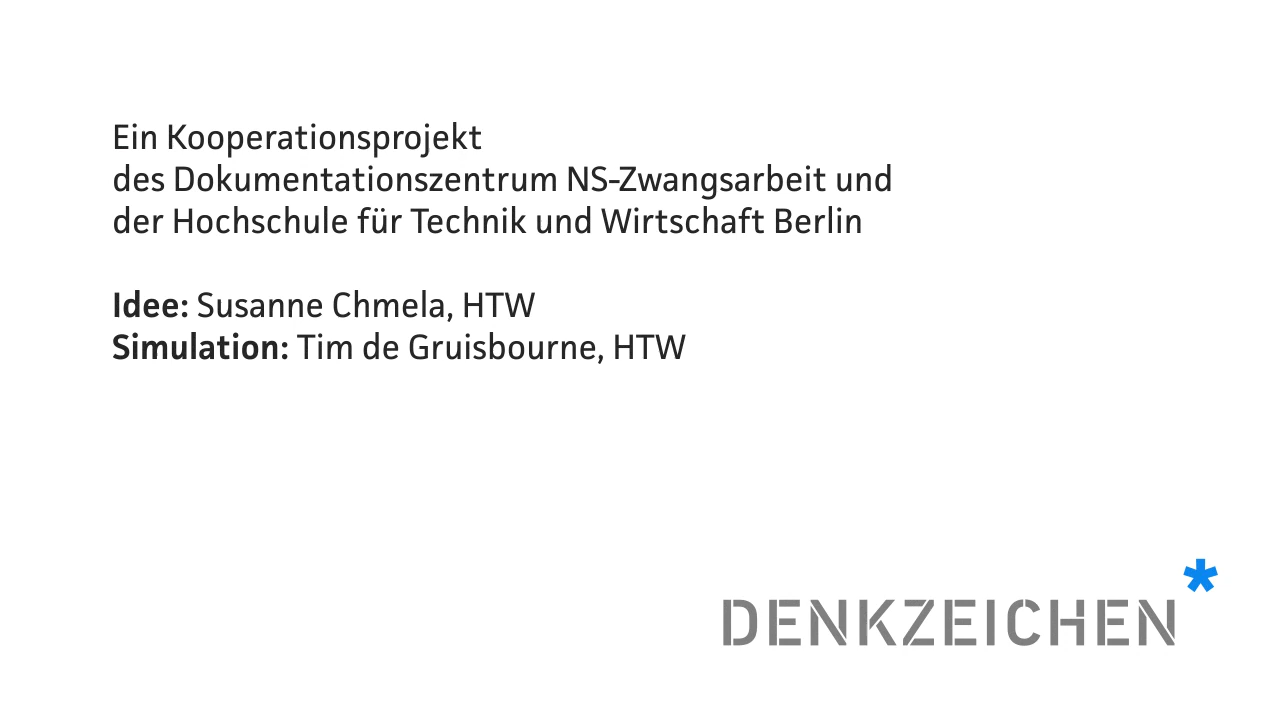 Ein Kooperationsprojekt
des Dokumentationszentrum NS-Zwangsarbeit und
der Hochschule für Technik und Wirtschaft Berlin
Idee: Susanne Chmela, HTW
Simulation: Tim de Gruisbourne, HTW
DENKZEICHEN*